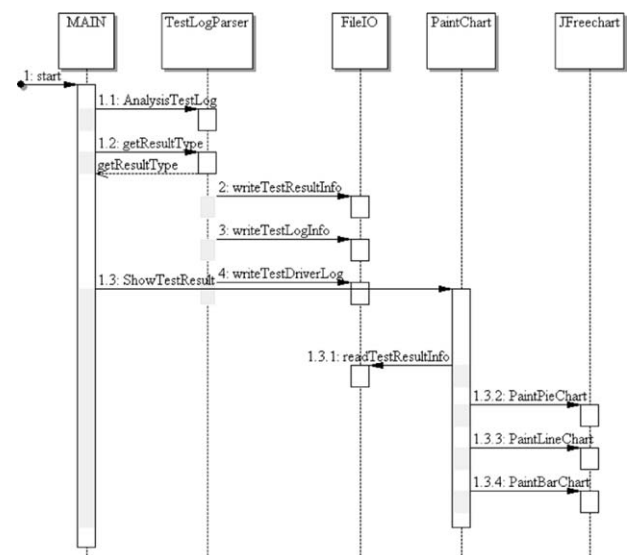 MAIN TestLogParser FileIO PaintChart JFreechart
1: start
1.1: AnalysisTestLog
1.2: getResultType
getResultType
2: writeTestResultInfo
3: writeTestLogInfo
1.3: ShowTestResult 4: writeTestDriverLog
1.3.1: readTestResultInfo
1.3.2: PaintPieChart
1.3.3: PaintLineChart
1.3.4: PaintBarChart